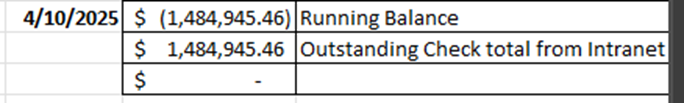 4/10/2025 $ (1,484,945.46) Running Balance
$ 1,484,945.46 Outstanding Check total from Intranet
$ -